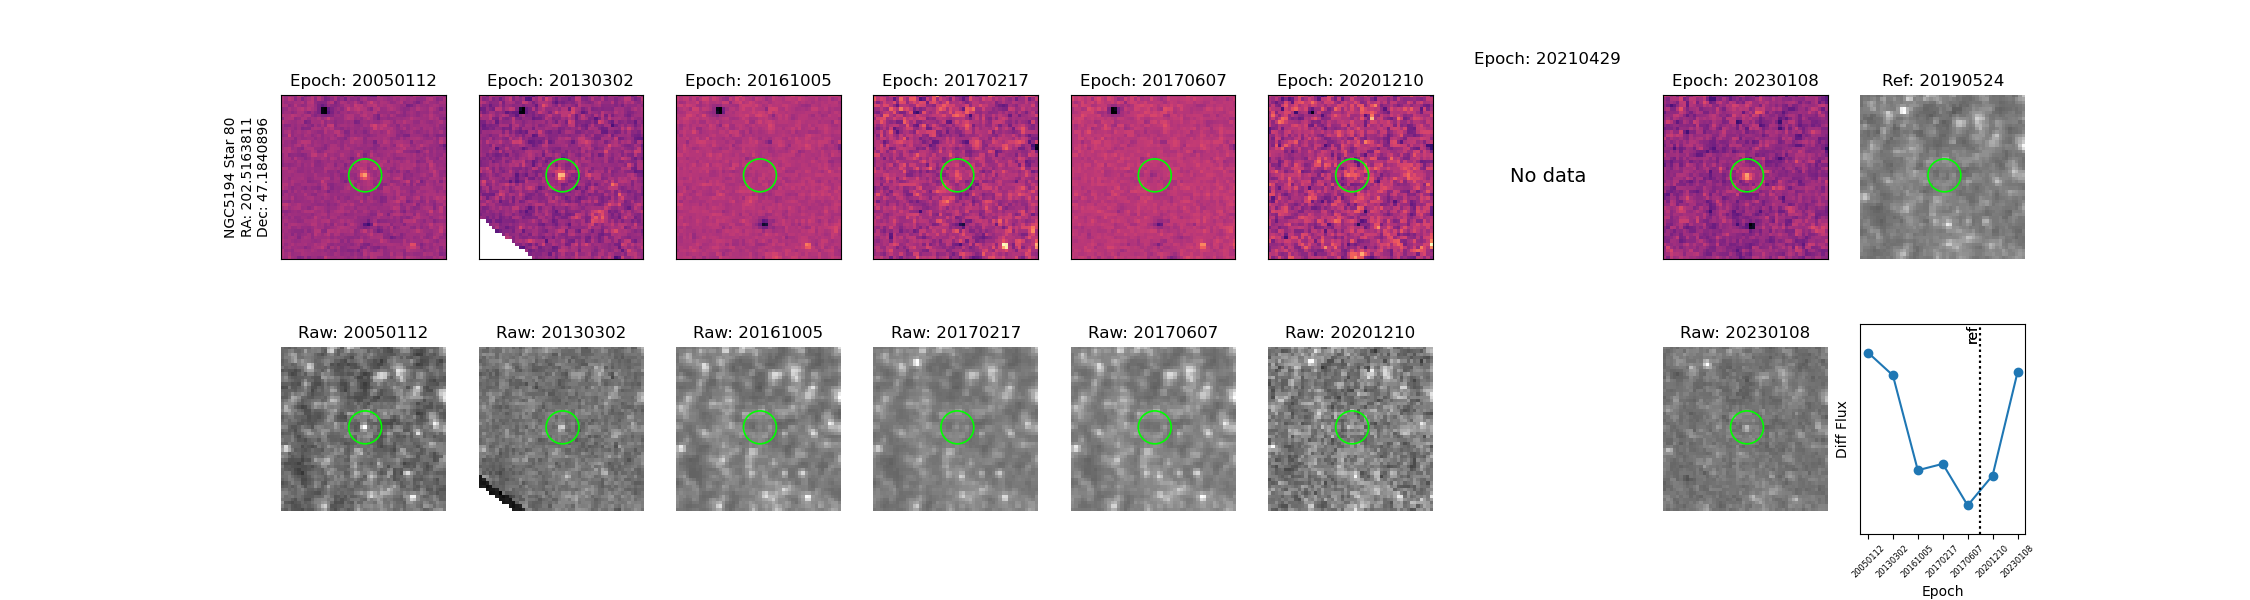 Epoch: 20210429
Epoch: 20050112
Epoch: 20130302
Epoch: 20161005
Epoch: 20170217
Epoch: 20170607
Epoch: 20201210
Epoch: 20230108
Ref: 20190524
NGC5194 Star 80
RA: 202.5163811
Dec: 47.1840896
No data
Raw: 20050112
Raw: 20130302
Raw: 20161005
Raw: 20170217
Raw: 20170607
Raw: 20201210
Raw: 20230108
ref
Diff Flux
20050112
20130302
20161005
20170217
20170607
20201210
20230108
Epoch